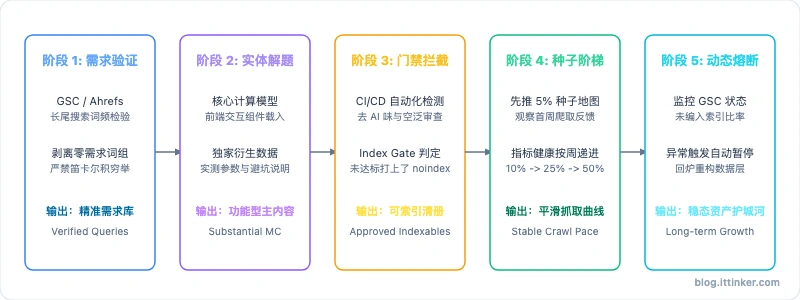 阶段 1: 需求验证
GSC / Ahrefs
长尾搜索词频检验
剥离零需求词组
严禁笛卡尔积穷举
输出：精准需求库
Verified Queries
阶段 2: 实体解题
核心计算模型
前端交互组件载入
独家衍生数据
实测参数与避坑说明
输出：功能型主内容
Substantial MC
阶段 3: 门禁拦截
CI/CD 自动化检测
去 AI 味与空泛审查
Index Gate 判定
未达标打上了 noindex
输出：可索引清册
Approved Indexables
阶段 4: 种子阶梯
先推 5% 种子地图
观察首周爬取反馈
指标健康按周递进
10% -> 25% -> 50%
输出：平滑抓取曲线
Stable Crawl Pace
阶段 5: 动态熔断
监控 GSC 状态
未编入索引比率
异常触发自动暂停
回炉重构数据层
输出：稳态资产护城河
Long-term Growth
blog.ittinker.com